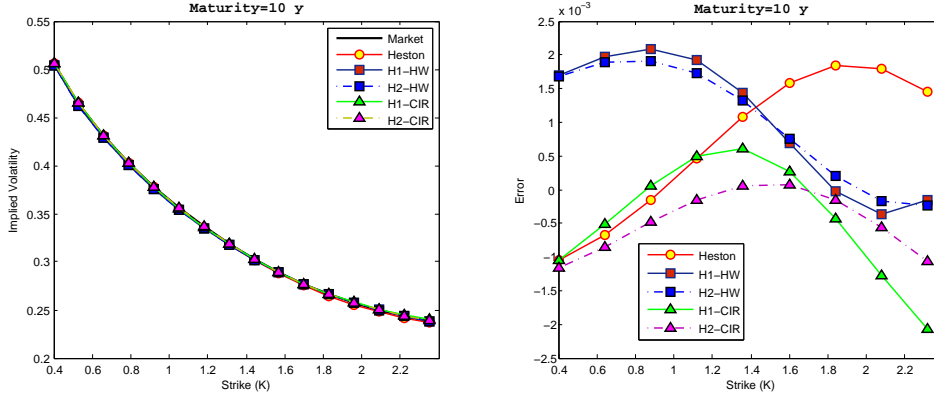 Maturity=10 y
0.55
0.5
0.45
0.4
0.35
0.3
0.25
0.2
Implied Volatility
Market
Heston
H1−HW
H2−HW
H1−CIR
H2−CIR
0.4 0.6 0.8 1 1.2 1.4 1.6 1.8 2 2.2
Strike (K)
Maturity=10 y
x 10⁻³
2.5
2
1.5
1
0.5
0
−0.5
−1
−1.5
−2
−2.5
Error
Heston
H1−HW
H2−HW
H1−CIR
H2−CIR
0.4 0.6 0.8 1 1.2 1.4 1.6 1.8 2 2.2
Strike (K)